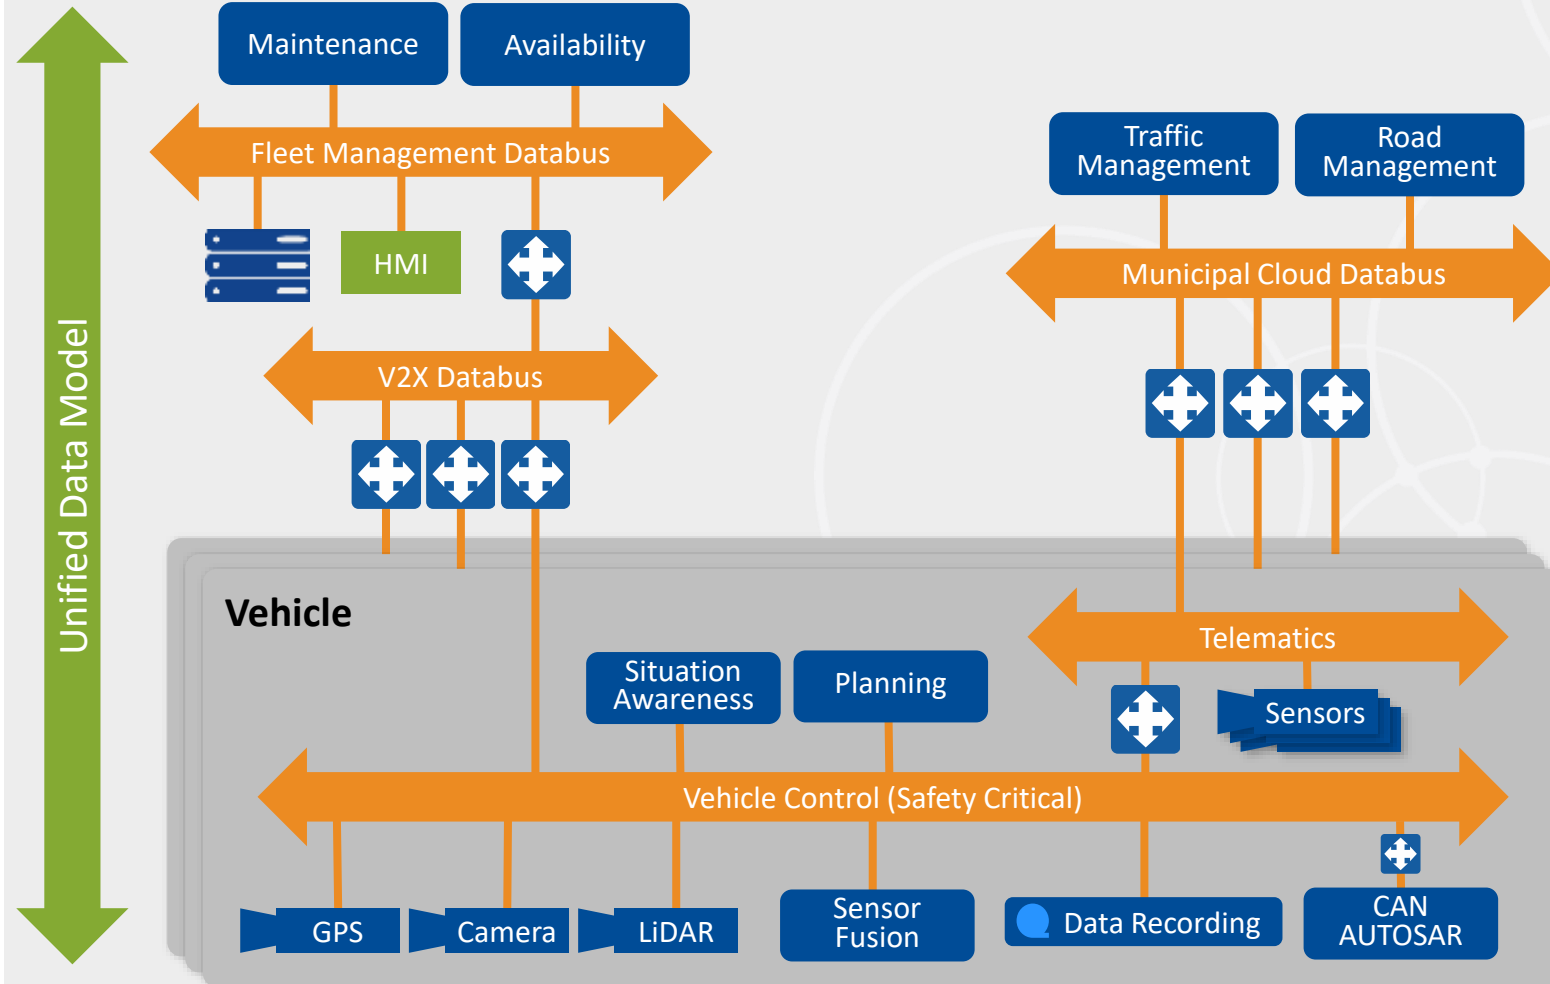 Unified Data Model
Maintenance
Availability
Fleet Management Databus
HMI
V2X Databus
Traffic
Management
Road
Management
Municipal Cloud Databus
Vehicle
Telematics
Sensors
Situation
Awareness
Planning
Vehicle Control (Safety Critical)
GPS
Camera
LiDAR
Sensor
Fusion
Data Recording
CAN
AUTOSAR